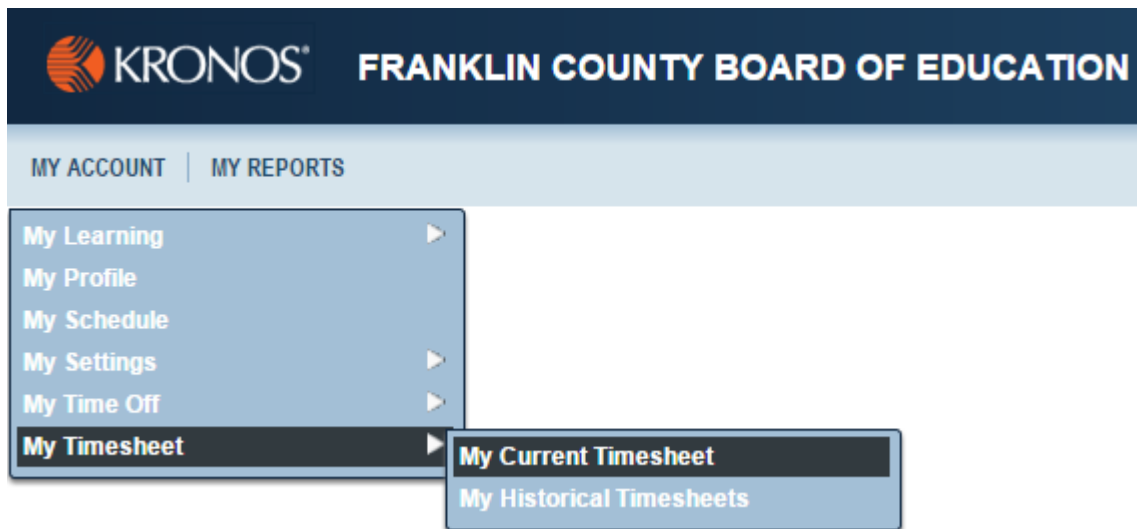 KRONOS® FRANKLIN COUNTY BOARD OF EDUCATION
MY ACCOUNT | MY REPORTS
My Learning
My Profile
My Schedule
My Settings
My Time Off
My Timesheet
My Current Timesheet
My Historical Timesheets